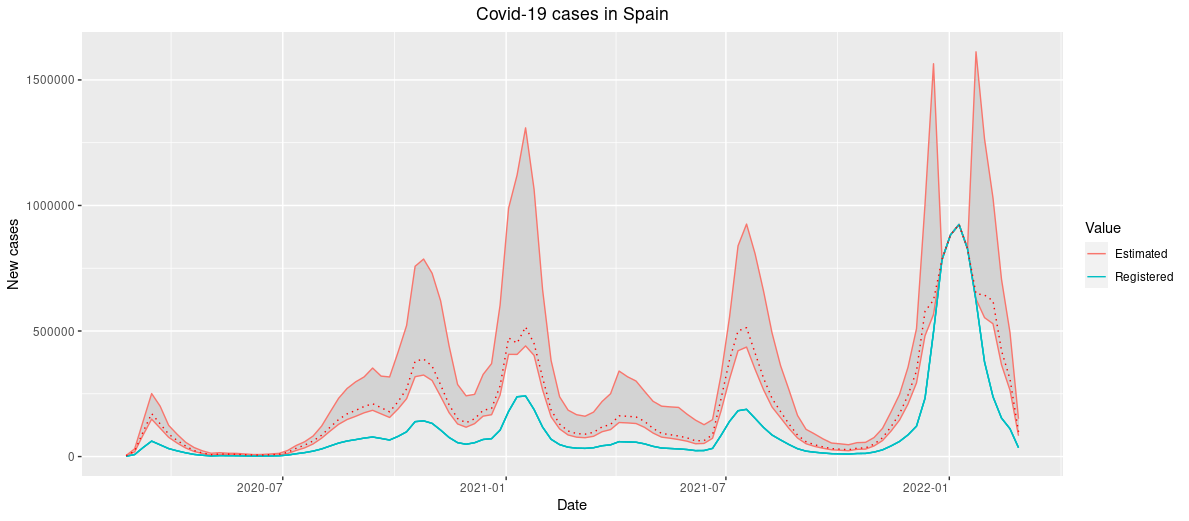 Covid-19 cases in Spain
New cases
1500000
1000000
500000
0
2020-07
2021-01
2021-07
2022-01
Date
Value
Estimated
Registered